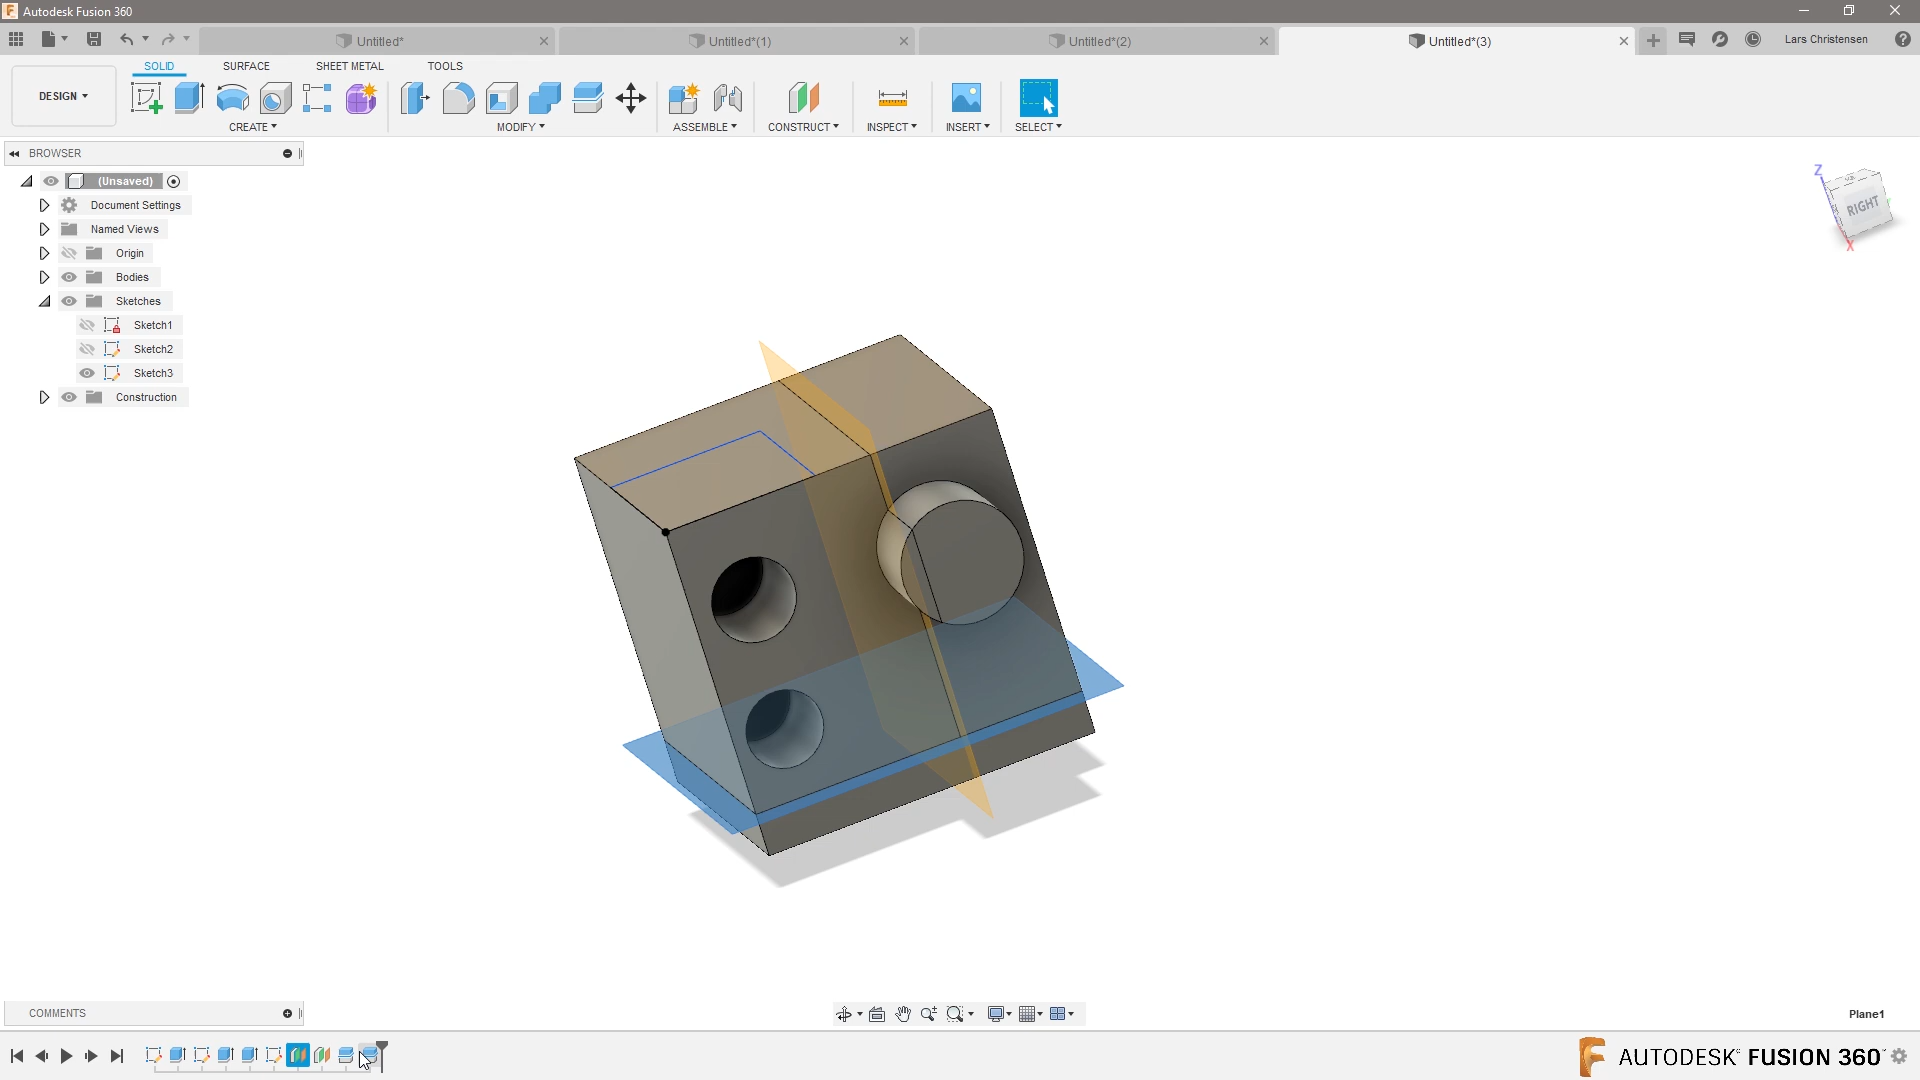 Autodesk Fusion 360
Untitled*
Untitled*(1)
Untitled*(2)
Untitled*(3)
Lars Christensen
DESIGN
SOLID
SURFACE
SHEET METAL
TOOLS
CREATE
MODIFY
ASSEMBLE
CONSTRUCT
INSPECT
INSERT
SELECT
BROWSER
(Unsaved)
Document Settings
Named Views
Origin
Bodies
Sketches
Sketch1
Sketch2
Sketch3
Construction
Z
RIGHT
X
COMMENTS
Plane1
AUTODESK FUSION 360